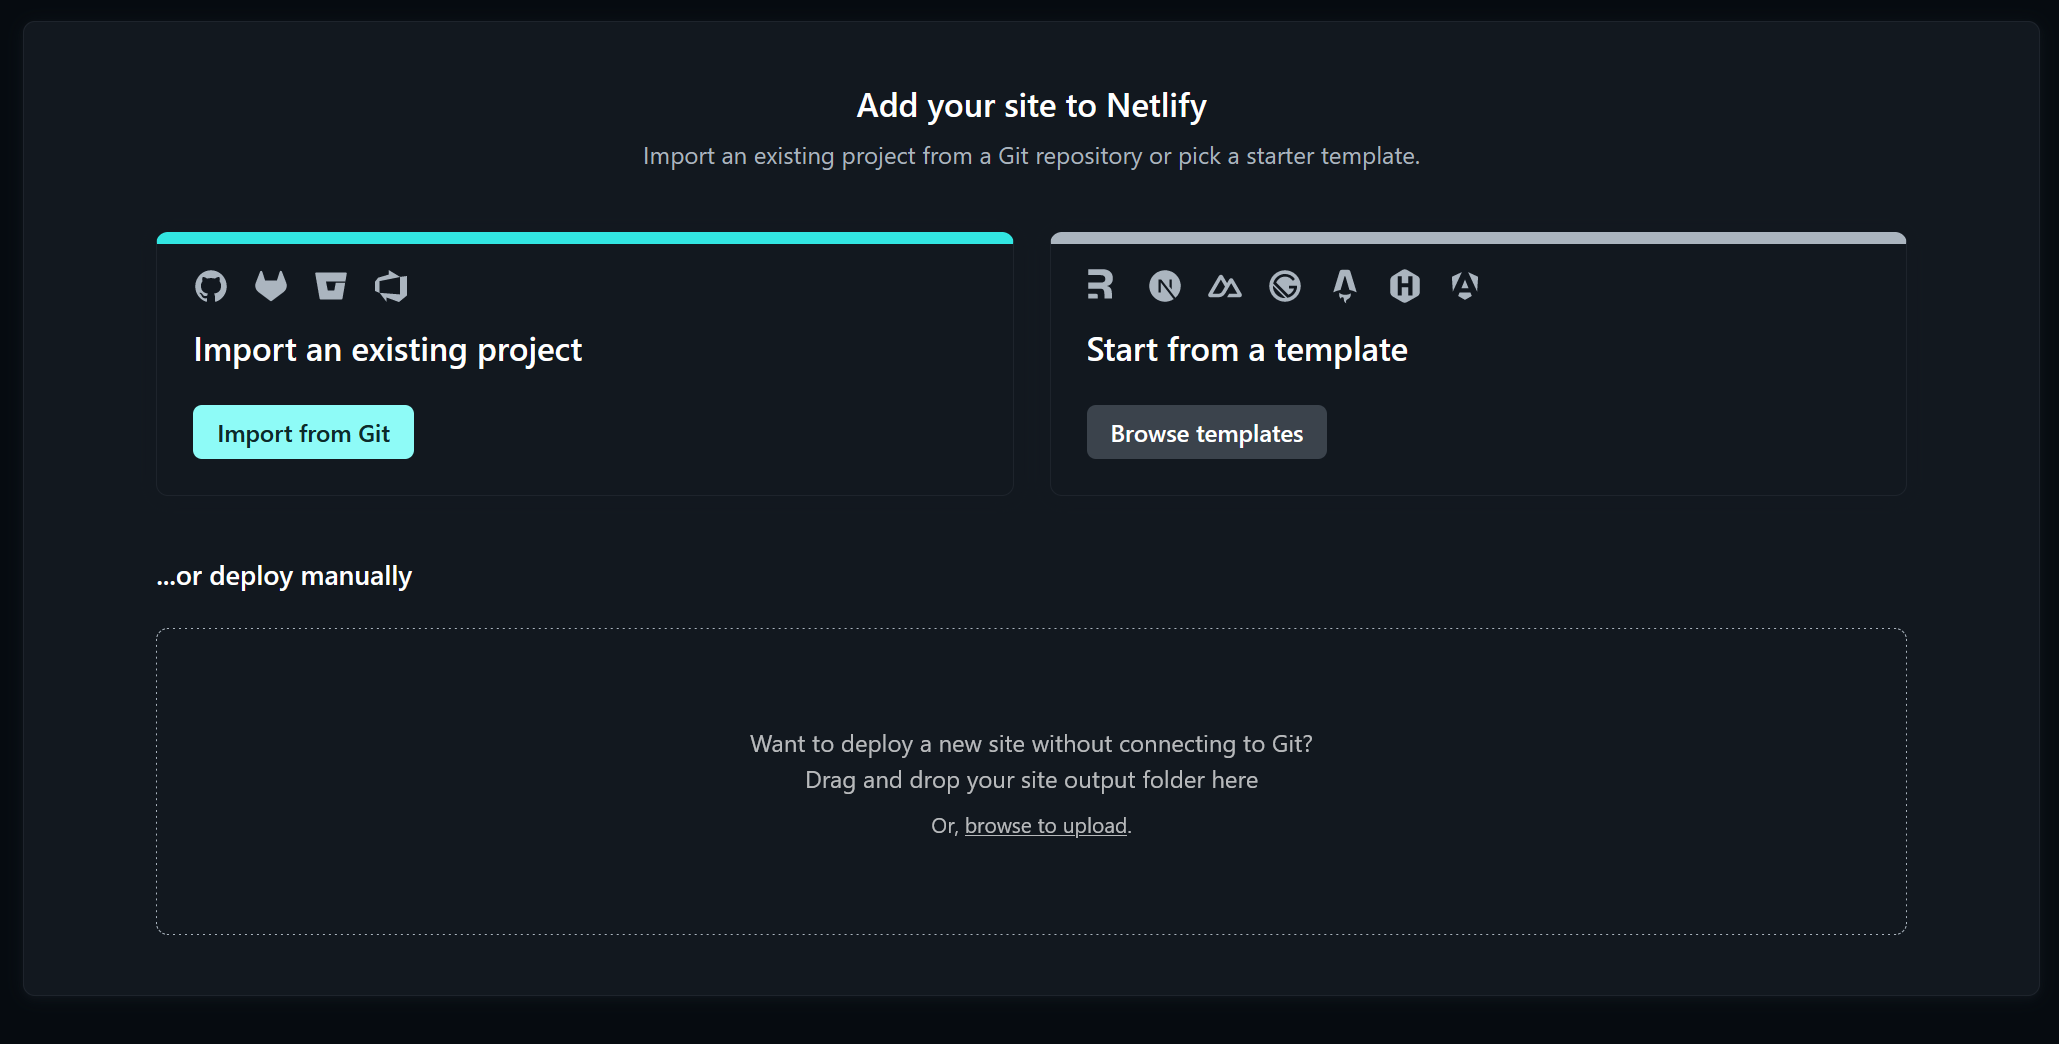 Add your site to Netlify
Import an existing project from a Git repository or pick a starter template.
Import an existing project
Import from Git
Start from a template
Browse templates
...or deploy manually
Want to deploy a new site without connecting to Git?
Drag and drop your site output folder here
Or, browse to upload.